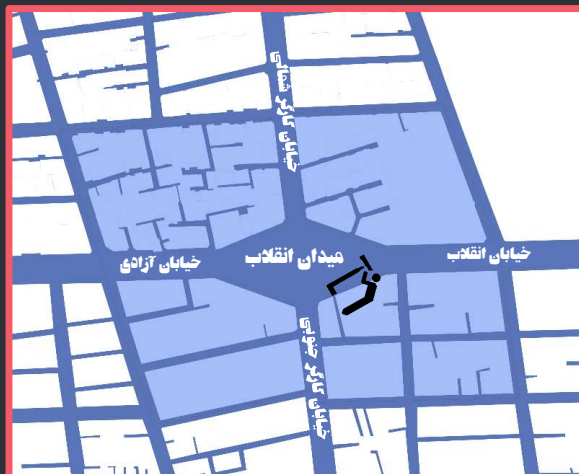 خیابان کارگر شمالی
میدان انقلاب
خیابان انقلاب
خیابان آزادی
خیابان کارگر جنوبی